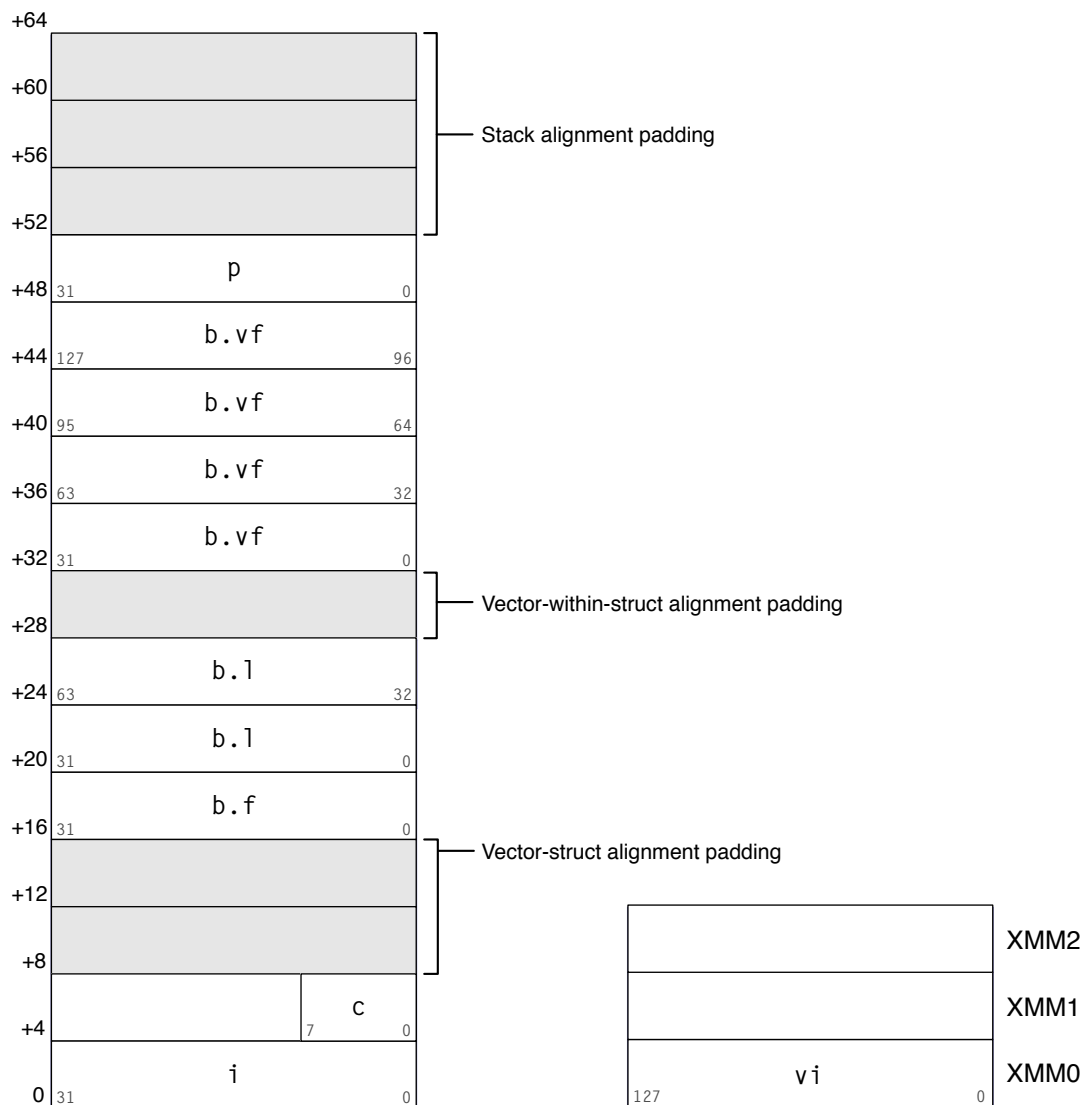 +64
+60
+56
Stack alignment padding
+52
p
+48 31 0
b.vf
+44 127 96
b.vf
+40 95 64
b.vf
+36 63 32
b.vf
+32 31 0
Vector-within-struct alignment padding
+28
b.l
+24 63 32
b.l
+20 31 0
b.f
+16 31 0
Vector-struct alignment padding
+12
+8
c
+4 7 0
i
0 31 0
XMM2
XMM1
vi XMM0
127 0